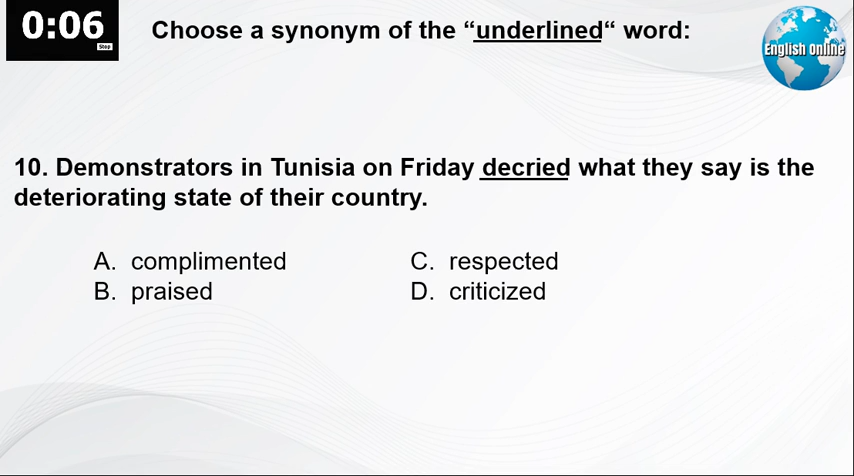 0:06
Stop
Choose a synonym of the “underlined“ word:
English Online
10. Demonstrators in Tunisia on Friday decried what they say is the
deteriorating state of their country.
A. complimented
B. praised
C. respected
D. criticized